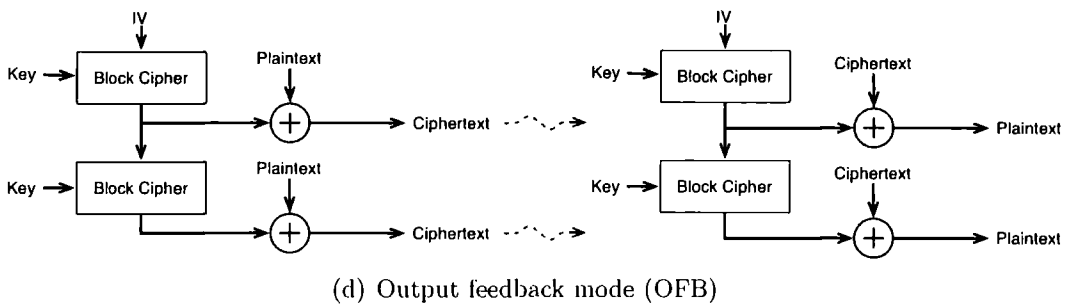 IV
Key
Block Cipher
Plaintext
Ciphertext
Key
Block Cipher
Plaintext
Ciphertext
IV
Key
Block Cipher
Ciphertext
Plaintext
Key
Block Cipher
Ciphertext
Plaintext
(d) Output feedback mode (OFB)